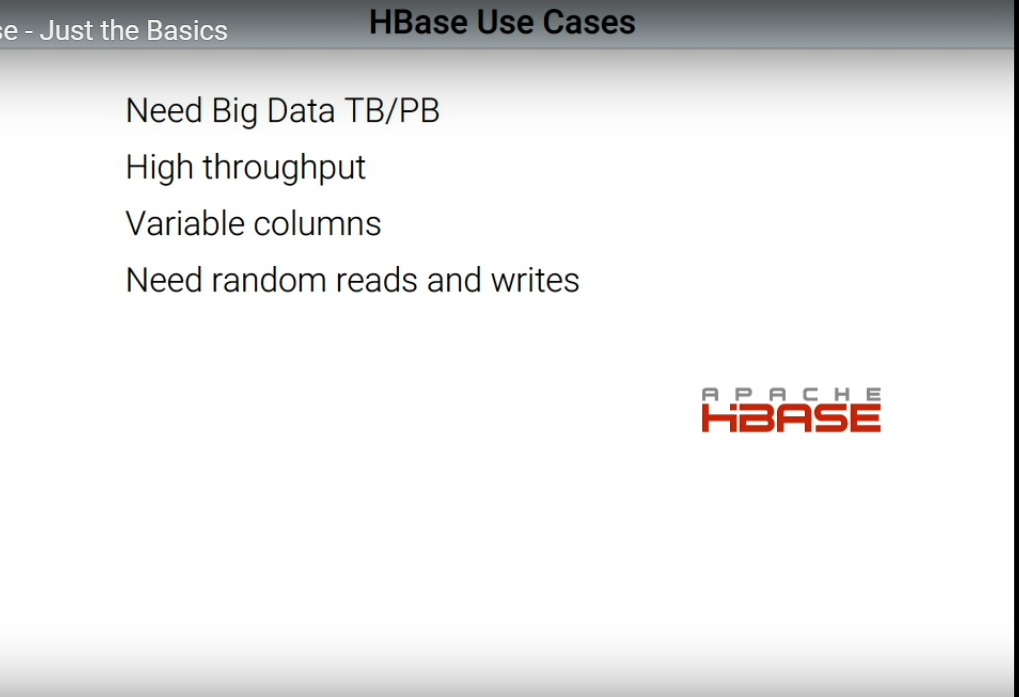 se - Just the Basics
HBase Use Cases
Need Big Data TB/PB
High throughput
Variable columns
Need random reads and writes
APACHE
HBASE